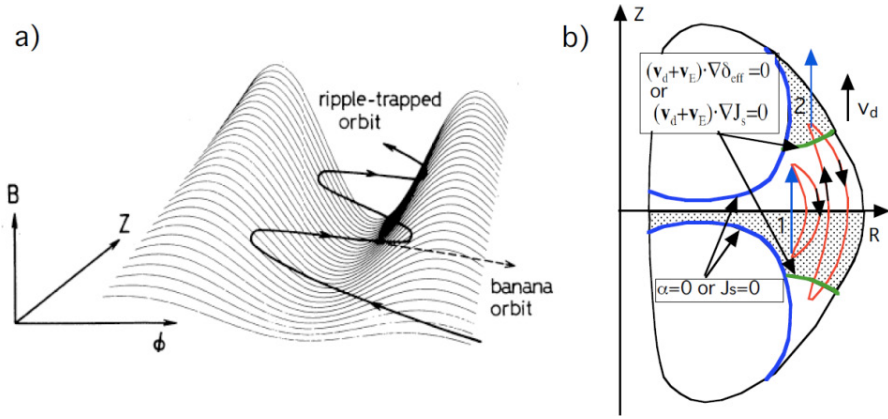 a)
B
Z
ϕ
ripple-trapped
orbit
banana
orbit
b)
Z
(v_d+v_E)·∇δ_eff=0
or
(v_d+v_E)·∇J_s=0
2
v_d
1
R
α=0 or Js=0